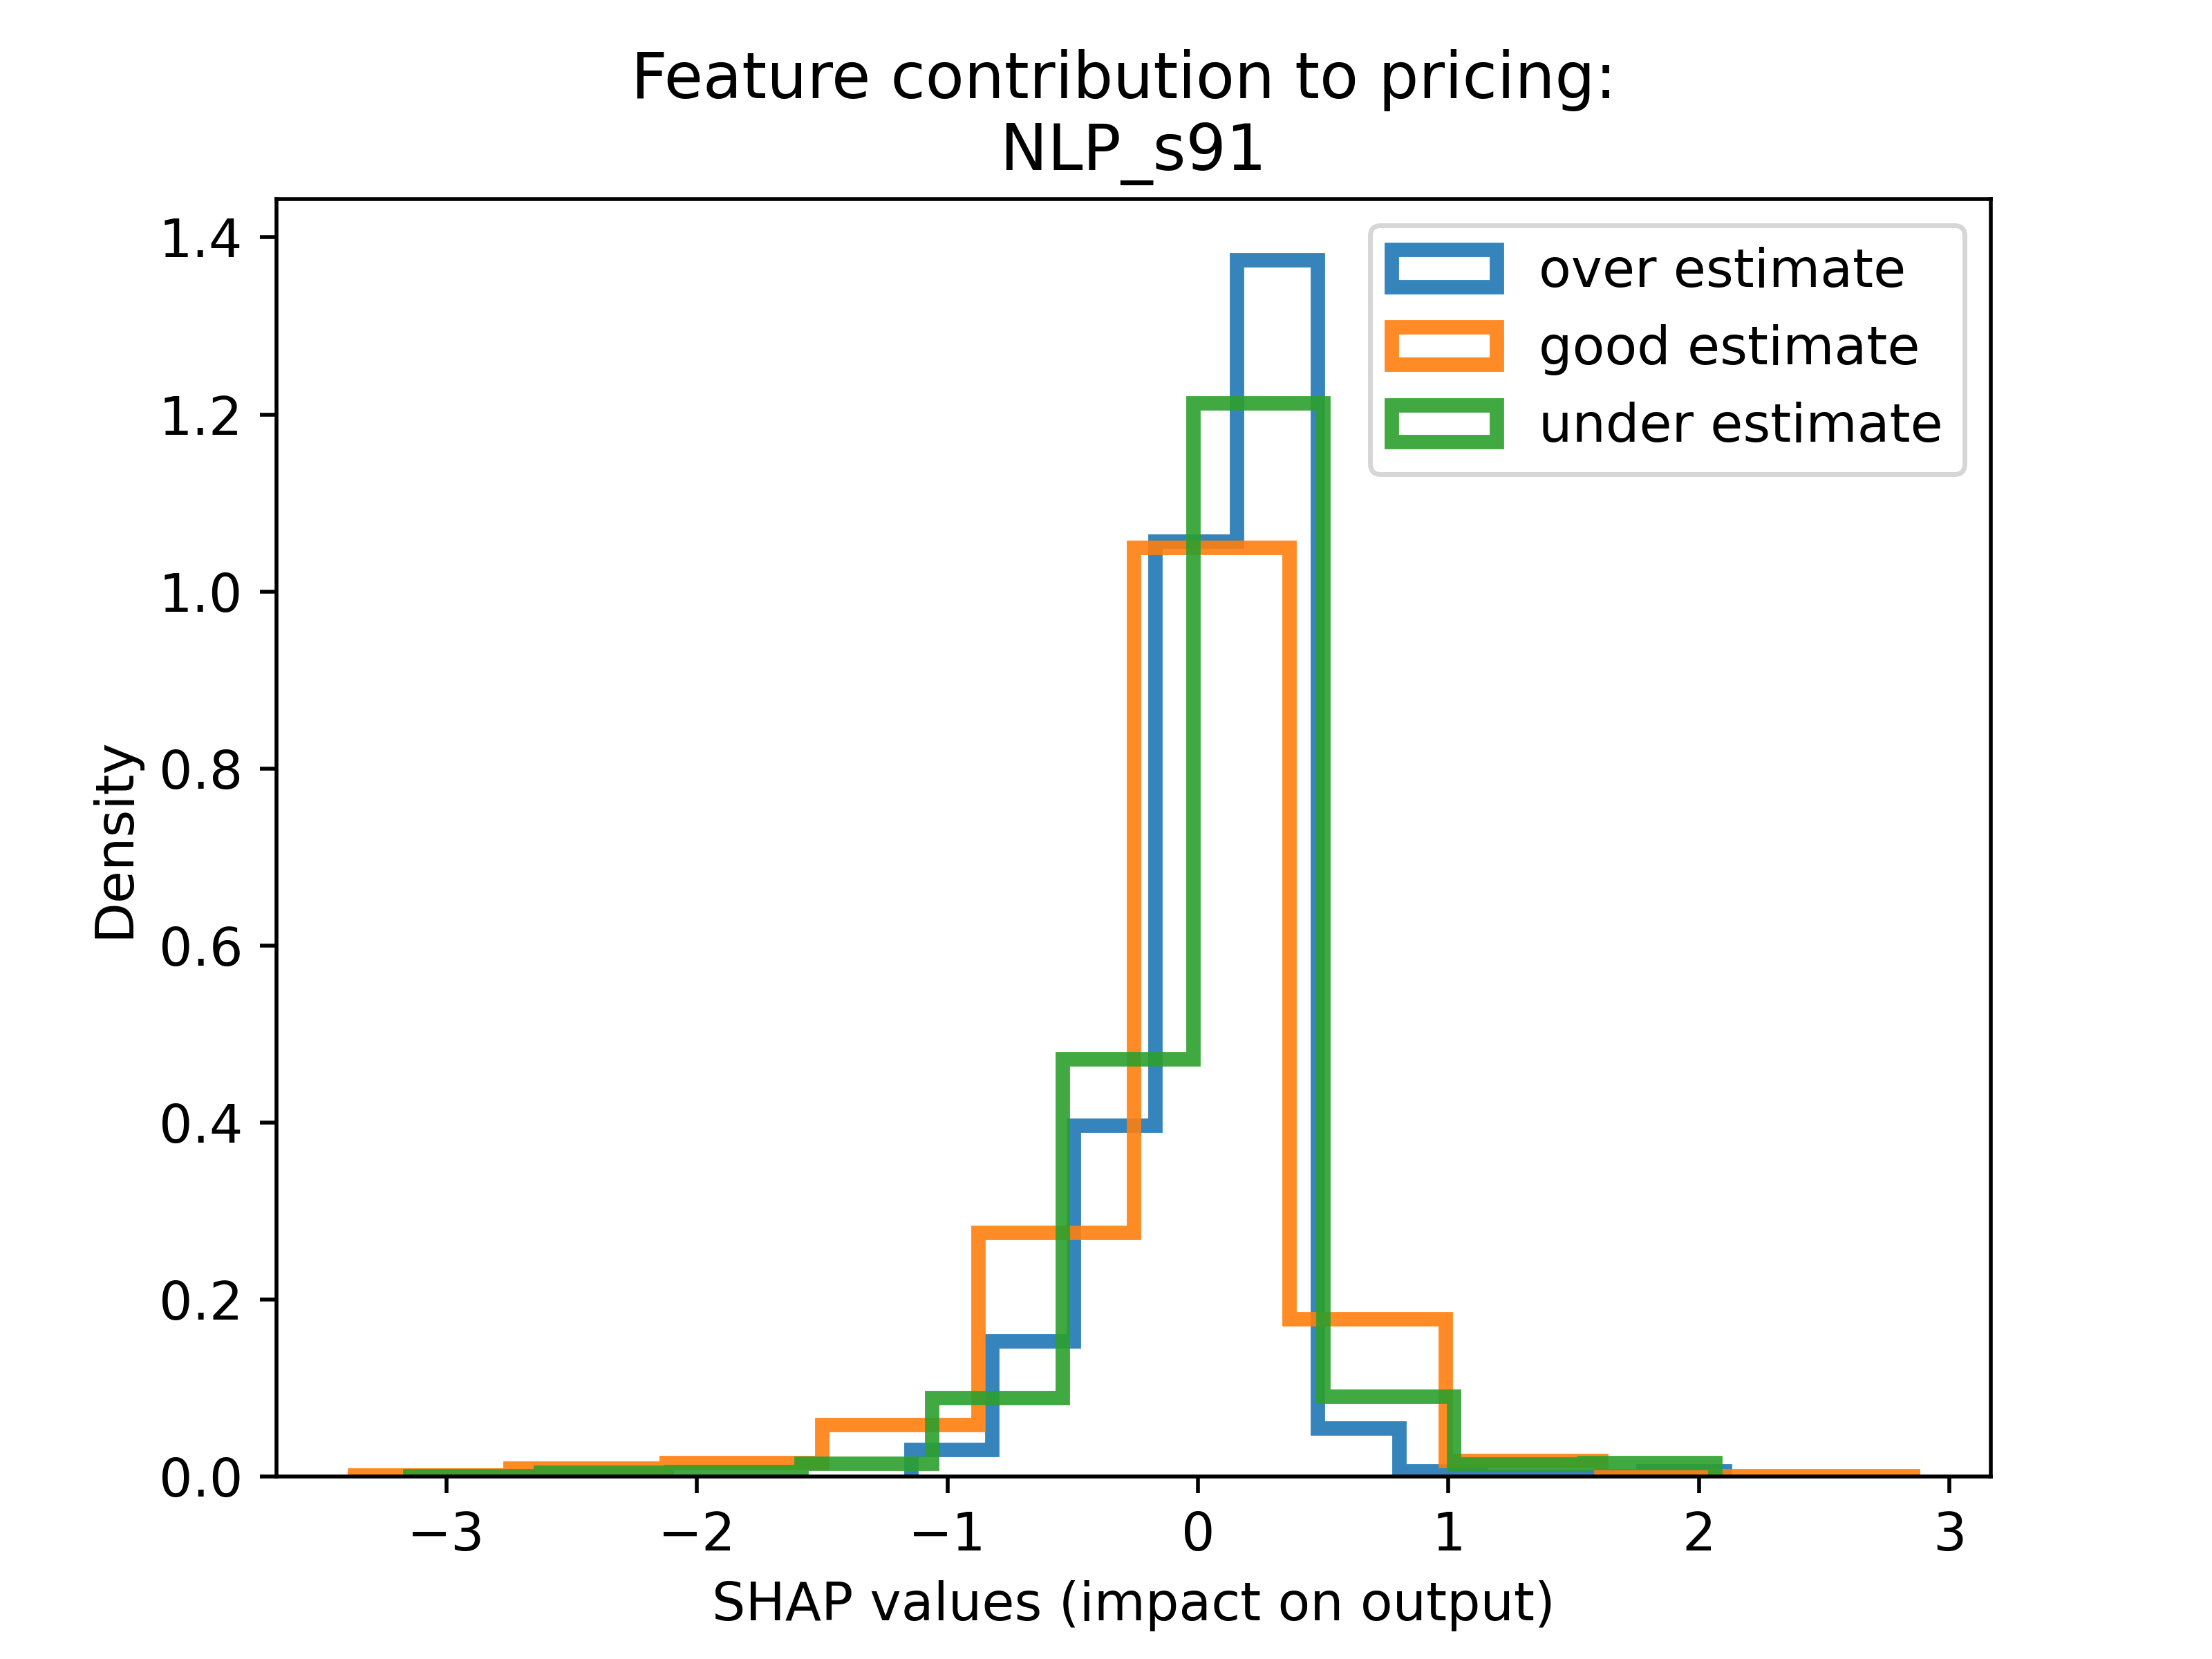 Feature contribution to pricing:
NLP_s91
1.4
1.2
1.0
0.8
0.6
0.4
0.2
0.0
Density
over estimate
good estimate
under estimate
−3
−2
−1
0
1
2
3
SHAP values (impact on output)